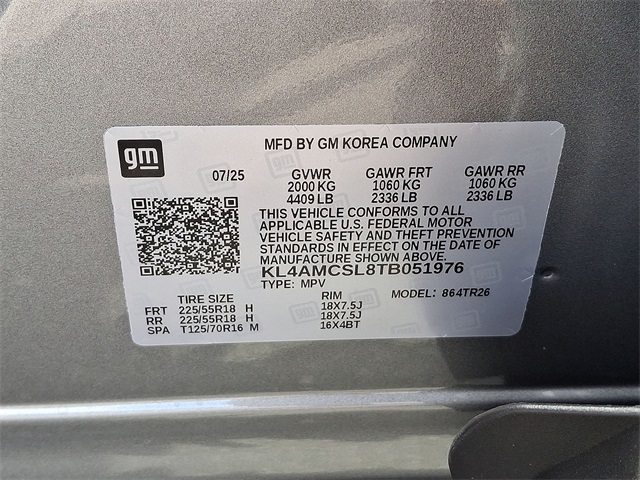 gm
MFD BY GM KOREA COMPANY
07/25 GVWR GAWR FRT GAWR RR
2000 KG 1060 KG 1060 KG
4409 LB 2336 LB 2336 LB
THIS VEHICLE CONFORMS TO ALL
APPLICABLE U.S. FEDERAL MOTOR
VEHICLE SAFETY AND THEFT PREVENTION
STANDARDS IN EFFECT ON THE DATE OF
MANUFACTURE SHOWN ABOVE.
KL4AMCSL8TB051976
TYPE: MPV
TIRE SIZE RIM MODEL: 864TR26
FRT 225/55R18 H 18X7.5J
RR 225/55R18 H 18X7.5J
SPA T125/70R16 M 16X4BT